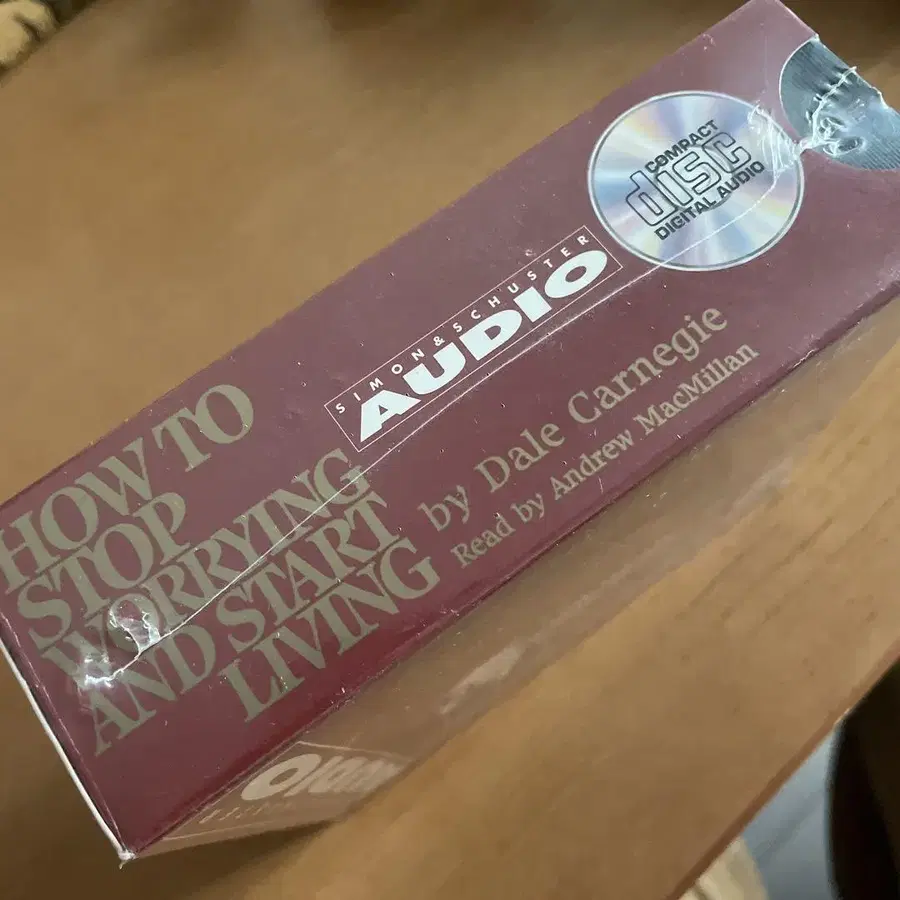 HOW TO
STOP
WORRYING
AND START
LIVING
SIMON & SCHUSTER
AUDIO
by Dale Carnegie
Read by Andrew MacMillan
COMPACT
disc
DIGITAL AUDIO
AUDIO